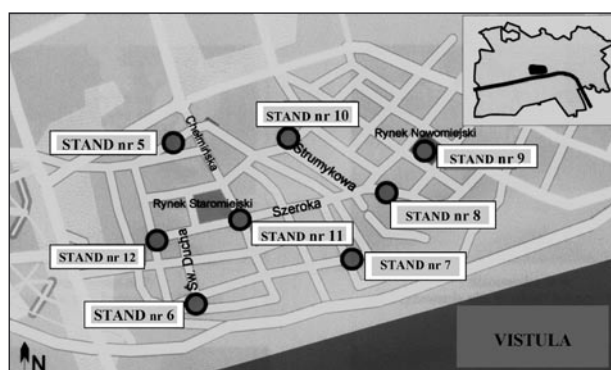 STAND nr 10
STAND nr 5
Chełmińska
Rynek Nowomiejski
STAND nr 9
Strumykowa
Rynek Staromiejski
Szeroka
STAND nr 8
STAND nr 11
STAND nr 12
Św. Ducha
STAND nr 7
STAND nr 6
VISTULA
N